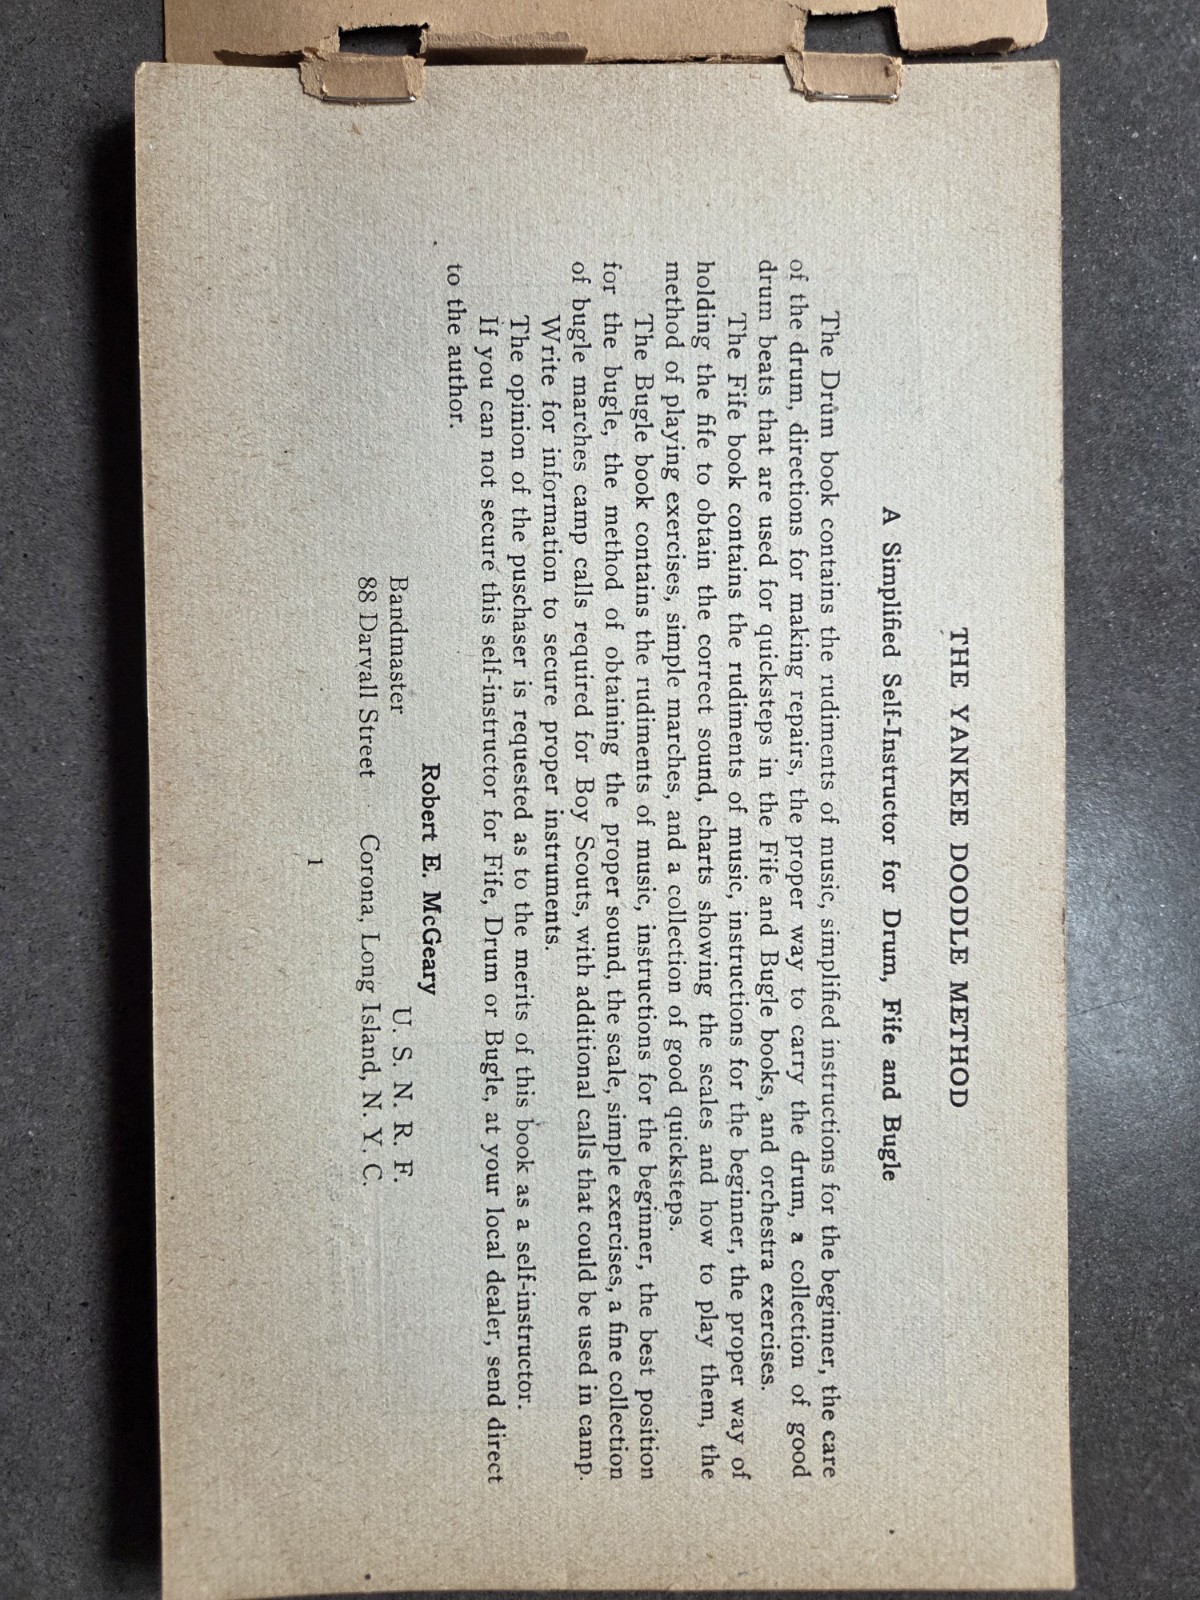 THE YANKEE DOODLE METHOD
A Simplified Self-Instructor for Drum, Fife and Bugle
The Drum book contains the rudiments of music, simplified instructions for the beginner, the care
of the drum, directions for making repairs, the proper way to carry the drum, a collection of good
drum beats that are used for quicksteps in the Fife and Bugle books, and orchestra exercises.
The Fife book contains the rudiments of music, instructions for the beginner, the proper way of
holding the fife to obtain the correct sound, charts showing the scales and how to play them, the
method of playing exercises, simple marches, and a collection of good quicksteps.
The Bugle book contains the rudiments of music, instructions for the beginner, the best position
for the bugle, the method of obtaining the proper sound, the scale, simple exercises, a fine collection
of bugle marches camp calls required for Boy Scouts, with additional calls that could be used in camp.
Write for information to secure proper instruments.
The opinion of the puschaser is requested as to the merits of this book as a self-instructor.
If you can not secure this self-instructor for Fife, Drum or Bugle, at your local dealer, send direct
to the author.
Robert E. McGeary
Bandmaster U. S. N. R. F.
88 Darvall Street Corona, Long Island, N. Y. C.
1